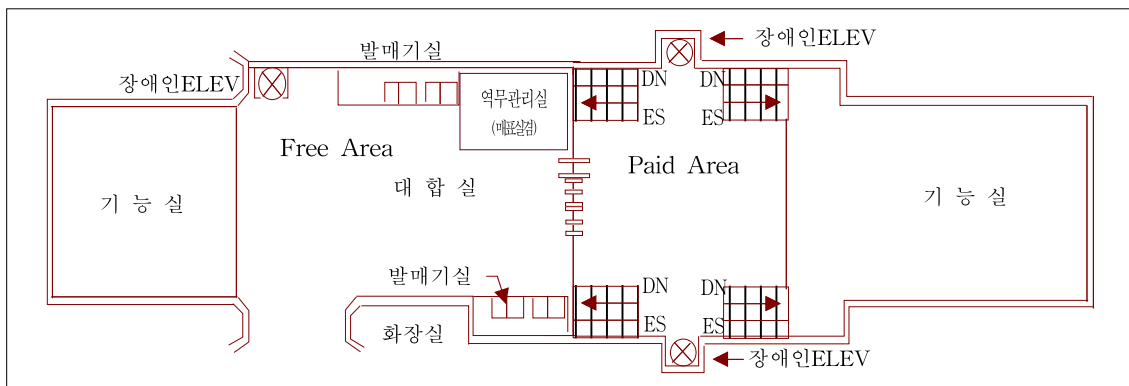 발매기실
장애인ELEV
장애인ELEV
역무관리실
(매표실겸)
DN
ES
DN
ES
Free Area
Paid Area
대 합 실
기 능 실
기 능 실
발매기실
화장실
DN
ES
DN
ES
장애인ELEV